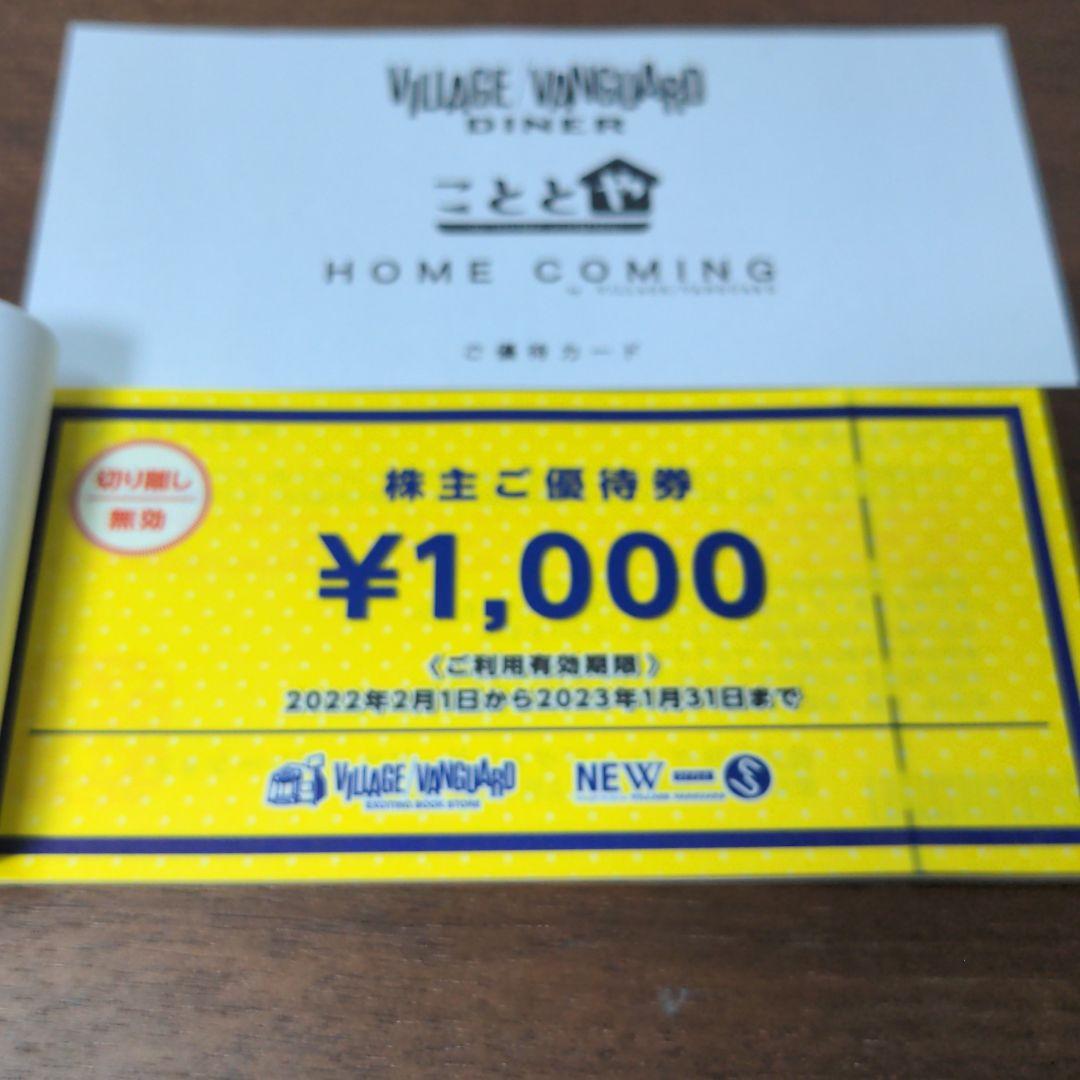 VILLAGE/VANGUARD
DINER
こととや
HOME COMING
ご優待カード
切り離し
無効
株主ご優待券
¥1,000
《ご利用有効期限》
2022年2月1日から2023年1月31日まで
VILLAGE/VANGUARD
EXCITING BOOK STORE
NEW